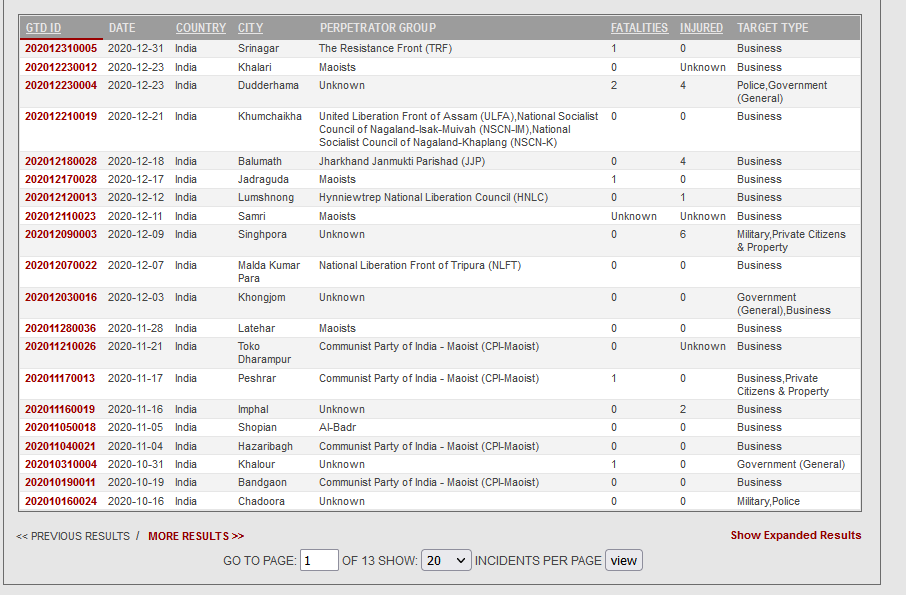 GTD ID DATE COUNTRY CITY PERPETRATOR GROUP FATALITIES INJURED TARGET TYPE
202012310005 2020-12-31 India Srinagar The Resistance Front (TRF) 1 0 Business
202012230012 2020-12-23 India Khalari Maoists 0 Unknown Business
202012230004 2020-12-23 India Dudderhama Unknown 2 4 Police,Government
(General)
202012210019 2020-12-21 India Khumchaikha United Liberation Front of Assam (ULFA),National Socialist 0 0 Business
Council of Nagaland-Isak-Muivah (NSCN-IM),National
Socialist Council of Nagaland-Khaplang (NSCN-K)
202012180028 2020-12-18 India Balumath Jharkhand Janmukti Parishad (JJP) 0 4 Business
202012170028 2020-12-17 India Jadraguda Maoists 1 0 Business
202012120013 2020-12-12 India Lumshnong Hynniewtrep National Liberation Council (HNLC) 0 1 Business
202012110023 2020-12-11 India Samri Maoists Unknown Unknown Business
202012090003 2020-12-09 India Singhpora Unknown 0 6 Military,Private Citizens
& Property
202012070022 2020-12-07 India Malda Kumar National Liberation Front of Tripura (NLFT) 0 0 Business
Para
202012030016 2020-12-03 India Khongjom Unknown 0 0 Government
(General),Business
202011280036 2020-11-28 India Latehar Maoists 0 0 Business
202011210026 2020-11-21 India Toko Communist Party of India - Maoist (CPI-Maoist) 0 Unknown Business
Dharampur
202011170013 2020-11-17 India Peshrar Communist Party of India - Maoist (CPI-Maoist) 1 0 Business,Private
Citizens & Property
202011160019 2020-11-16 India Imphal Unknown 0 2 Business
202011050018 2020-11-05 India Shopian Al-Badr 0 0 Business
202011040021 2020-11-04 India Hazaribagh Communist Party of India - Maoist (CPI-Maoist) 0 0 Business
202010310004 2020-10-31 India Khalour Unknown 1 0 Government (General)
202010190011 2020-10-19 India Bandgaon Communist Party of India - Maoist (CPI-Maoist) 0 0 Business
202010160024 2020-10-16 India Chadoora Unknown 0 0 Military,Police
<< PREVIOUS RESULTS / MORE RESULTS >> Show Expanded Results
GO TO PAGE: 1 OF 13 SHOW: 20 INCIDENTS PER PAGE view